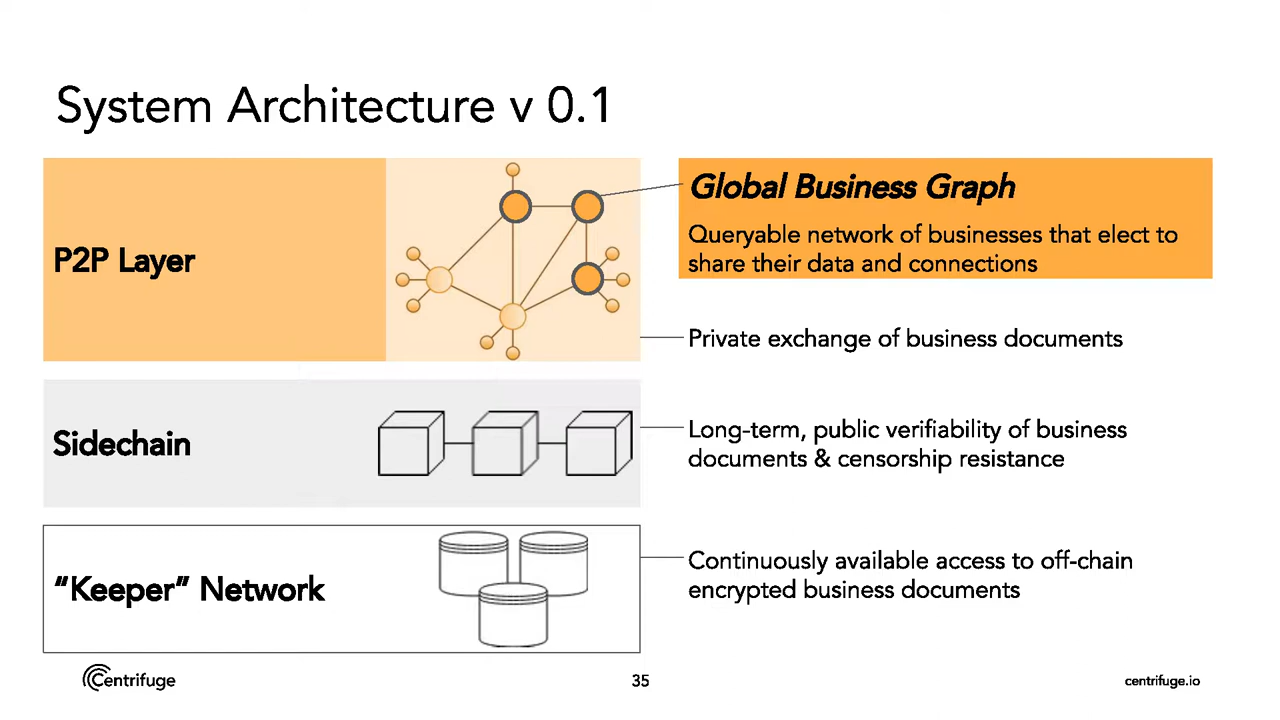 System Architecture v 0.1
P2P Layer
Global Business Graph
Queryable network of businesses that elect to
share their data and connections
Private exchange of business documents
Sidechain
Long-term, public verifiability of business
documents & censorship resistance
“Keeper” Network
Continuously available access to off-chain
encrypted business documents
Centrifuge
35
centrifuge.io